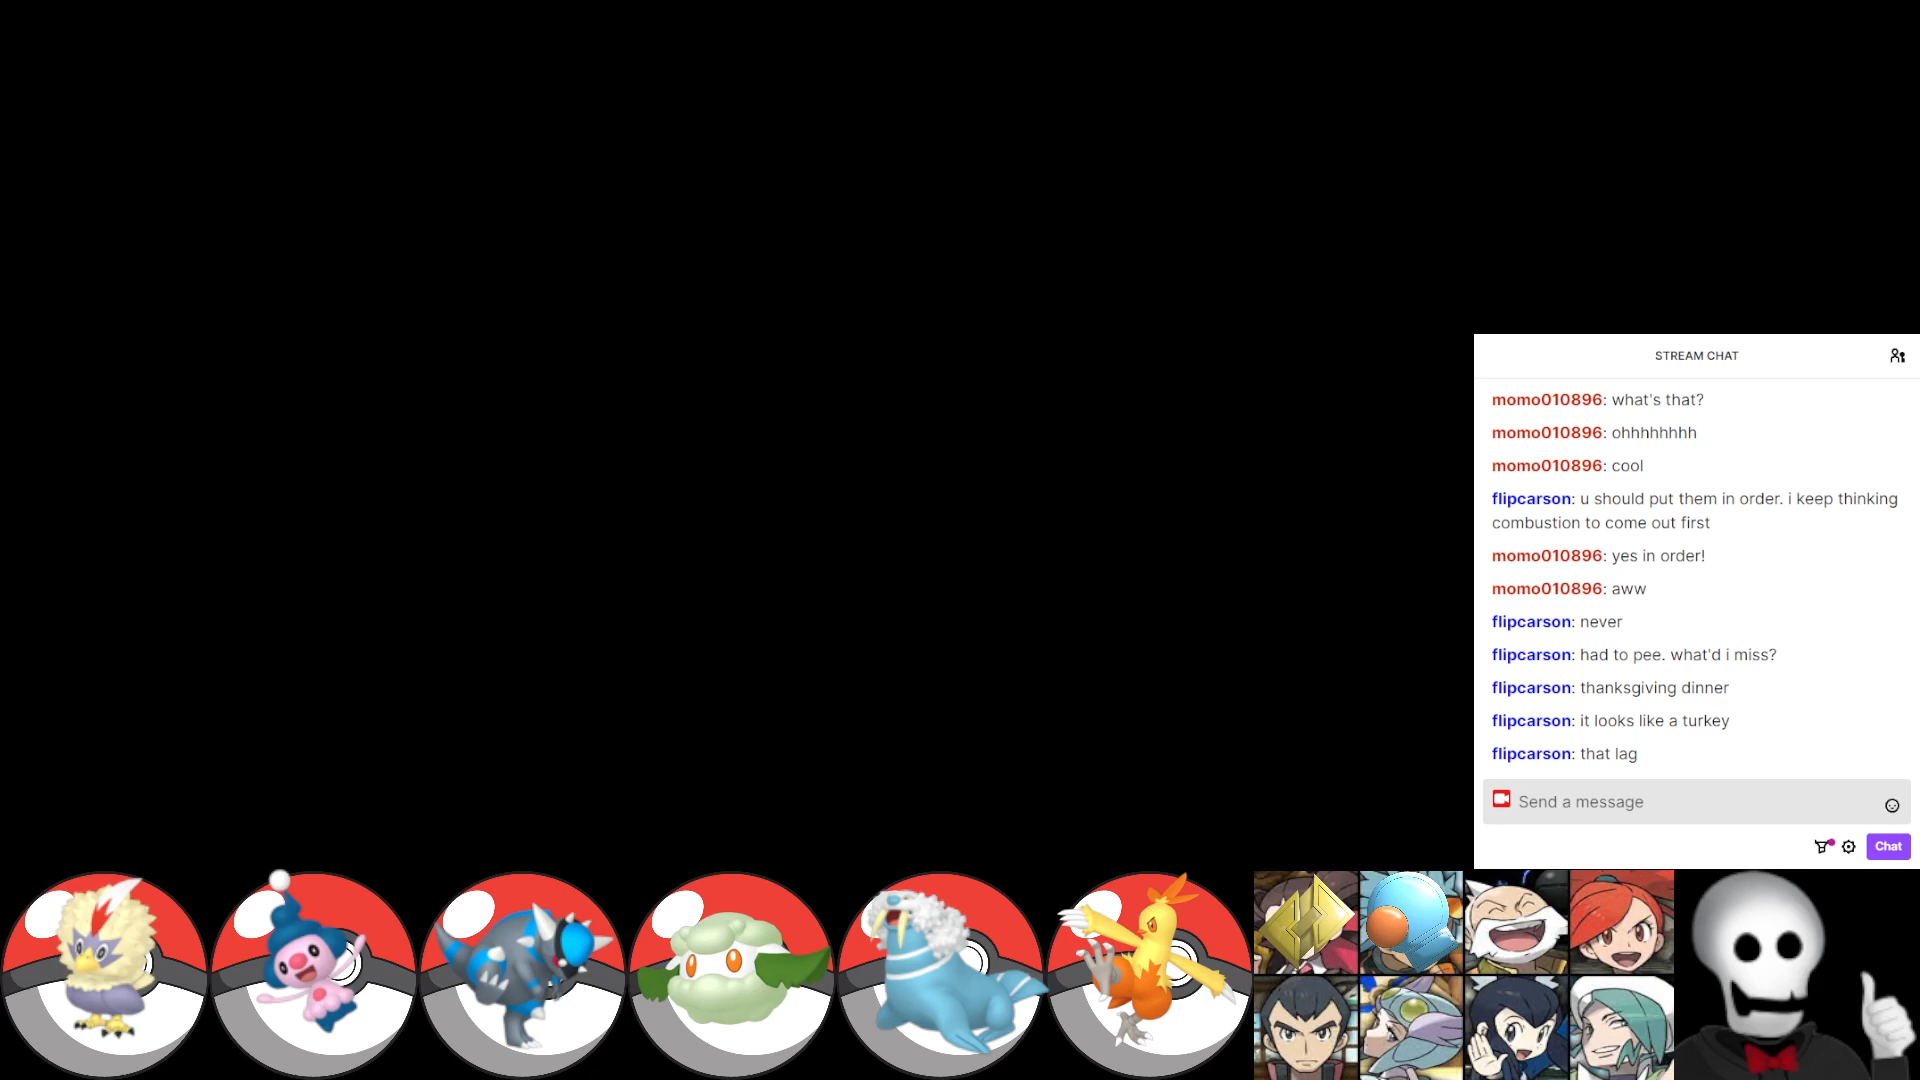 STREAM CHAT
momo010896: what's that?
momo010896: ohhhhhhhh
momo010896: cool
flipcarson: u should put them in order. i keep thinking
combustion to come out first
momo010896: yes in order!
momo010896: aww
flipcarson: never
flipcarson: had to pee. what'd i miss?
flipcarson: thanksgiving dinner
flipcarson: it looks like a turkey
flipcarson: that lag
Send a message
Chat